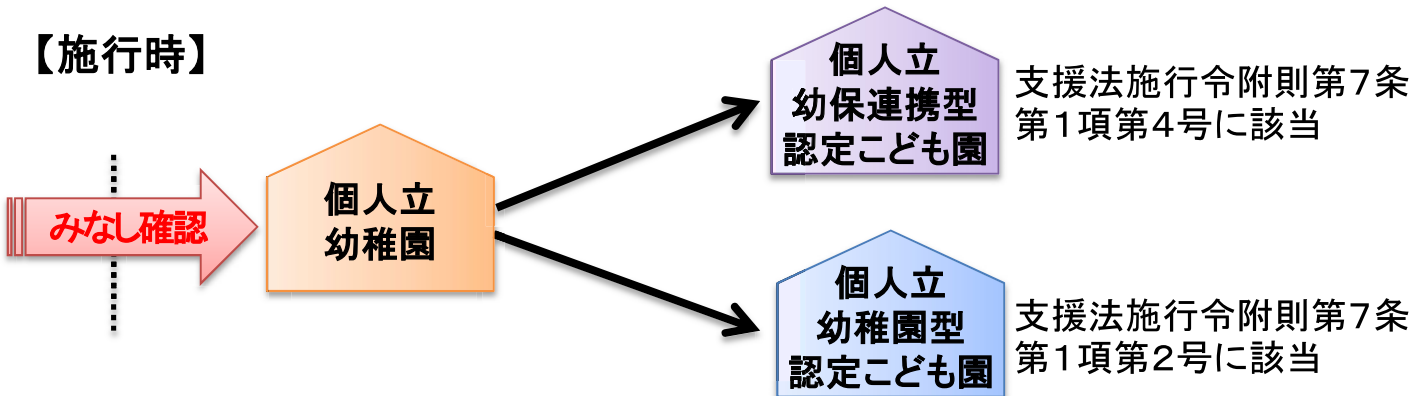 【施行時】
みなし確認
個人立
幼稚園
個人立
幼保連携型
認定こども園
支援法施行令附則第７条
第１項第４号に該当
個人立
幼稚園型
認定こども園
支援法施行令附則第７条
第１項第２号に該当